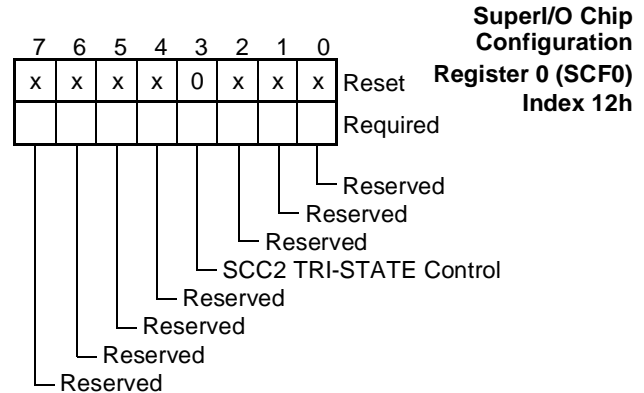 SuperI/O Chip
Configuration
Register 0 (SCF0)
Index 12h
7 6 5 4 3 2 1 0
x x x x 0 x x x Reset
Required
Reserved
Reserved
Reserved
SCC2 TRI-STATE Control
Reserved
Reserved
Reserved
Reserved